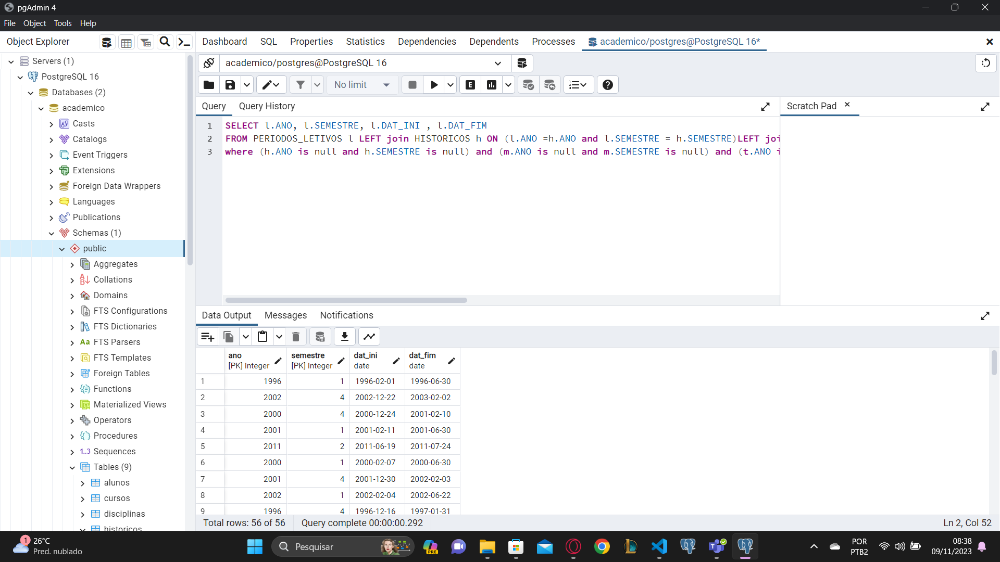 pgAdmin 4
File Object Tools Help
Object Explorer
Dashboard SQL Properties Statistics Dependencies Dependents Processes academico/postgres@PostgreSQL 16*
Servers (1)
PostgreSQL 16
Databases (2)
academico
Casts
Catalogs
Event Triggers
Extensions
Foreign Data Wrappers
Languages
Publications
Schemas (1)
public
Aggregates
Collations
Domains
FTS Configurations
FTS Dictionaries
Aa FTS Parsers
FTS Templates
Foreign Tables
Functions
Materialized Views
Operators
Procedures
1..3 Sequences
Tables (9)
alunos
cursos
disciplinas
historicos
academico/postgres@PostgreSQL 16
No limit
E
Query Query History
Scratch Pad
1 SELECT l.ANO, l.SEMESTRE, l.DAT_INI , l.DAT_FIM
2 FROM PERIODOS_LETIVOS l LEFT join HISTORICOS h ON (l.ANO =h.ANO and l.SEMESTRE = h.SEMESTRE)LEFT joi
3 where (h.ANO is null and h.SEMESTRE is null) and (m.ANO is null and m.SEMESTRE is null) and (t.ANO i
Data Output Messages Notifications
ano semestre dat_ini dat_fim
[PK] integer [PK] integer date date
1 1996 1 1996-02-01 1996-06-30
2 2002 4 2002-12-22 2003-02-02
3 2000 4 2000-12-24 2001-02-10
4 2001 1 2001-02-11 2001-06-30
5 2011 2 2011-06-19 2011-07-24
6 2000 1 2000-02-07 2000-06-30
7 2001 4 2001-12-30 2002-02-03
8 2002 1 2002-02-04 2002-06-22
9 1996 4 1996-12-16 1997-01-31
Total rows: 56 of 56 Query complete 00:00:00.292 Ln 2, Col 52
1
26°C
Pred. nublado
Pesquisar
PRE
POR
PTB2
08:38
09/11/2023